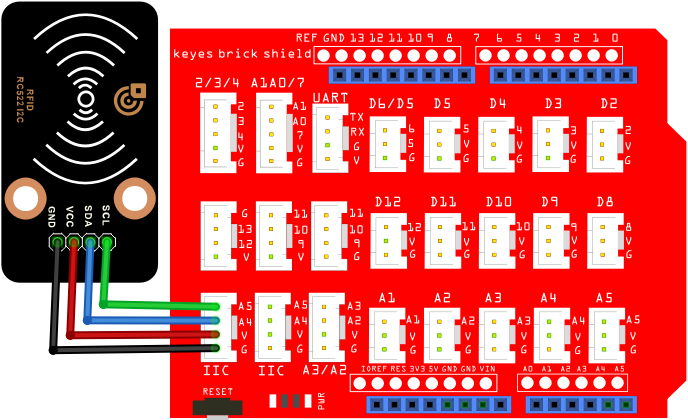 RFID
RC522 I2C
GND VCC SDA SCL
REF GND 13 12 11 10 9 8 7 6 5 4 3 2 1 0
keyes brick shield
2/3/4 A1A0/7 UART D6/D5 D5 D4 D3 D2
2 A1 TX 6 5 4 3 2
3 A0 RX 5 V V V V
4 7 G G G G G G
V V V
G G
D12 D11 D10 D9 D8
G 11 11 12 11 10 9 8
13 10 10 V V V V V
12 9 9 G G G G G
V V G
A1 A2 A3 A4 A5
A5 A5 A3 A1 A2 A3 A4 A5
A4 A4 A2 V V V V V
V V V G G G G G
G G G
IIC IIC A3/A2
IOREF RES 3V3 5V GND GND VIN A0 A1 A2 A3 A4 A5
RESET
PWR